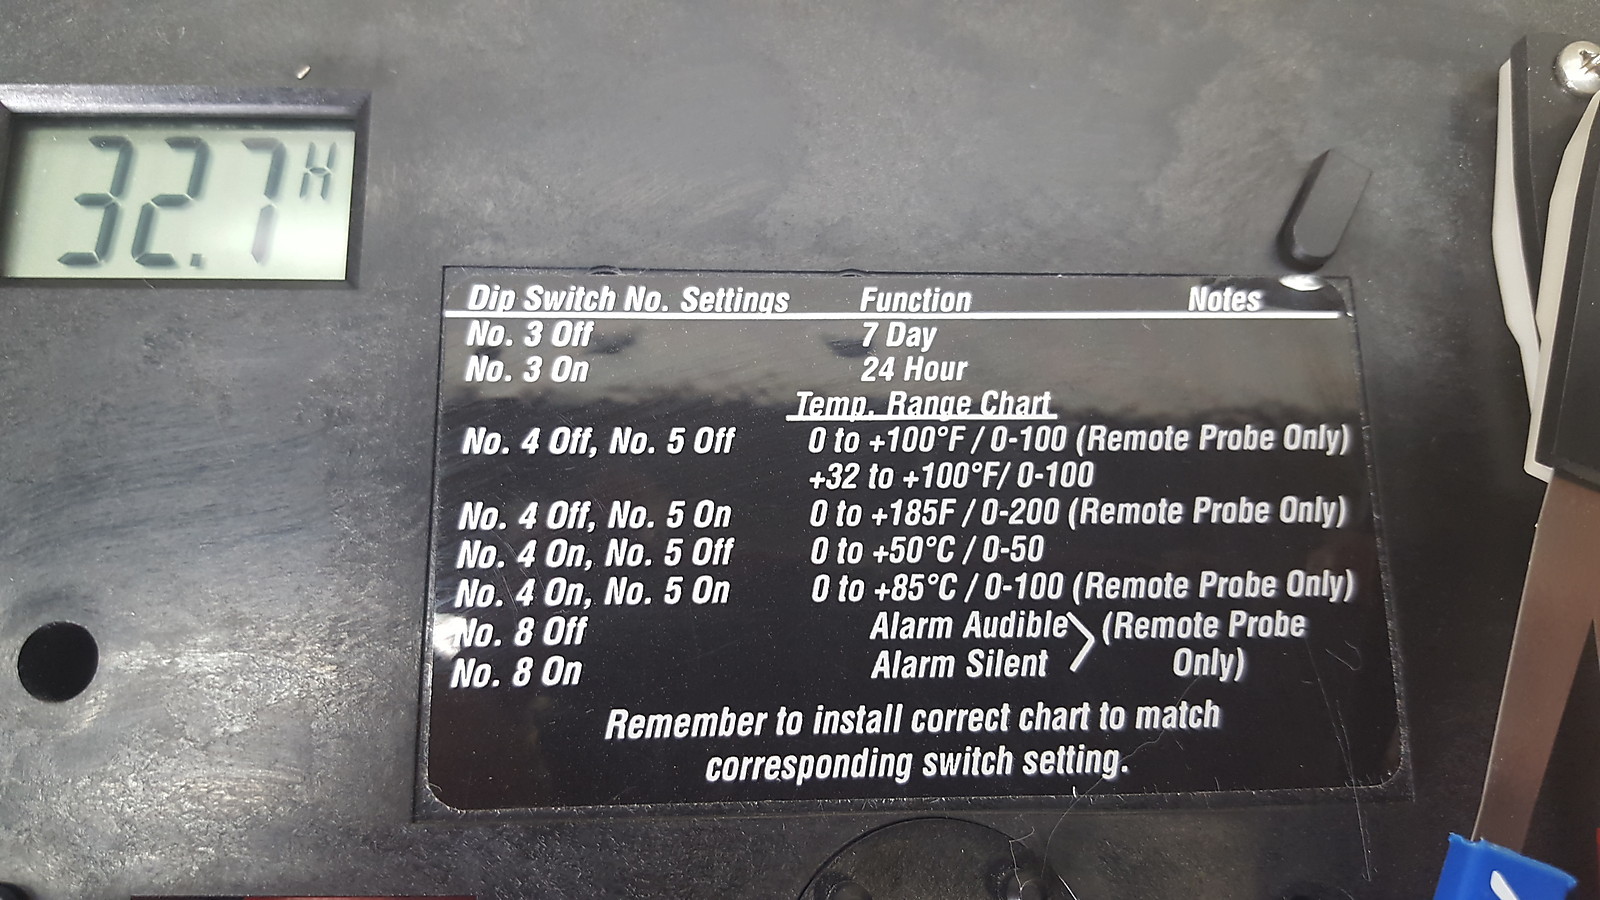 32.7 H
Dip Switch No. Settings Function Notes
No. 3 Off 7 Day
No. 3 On 24 Hour
Temp. Range Chart
No. 4 Off, No. 5 Off 0 to +100°F / 0-100 (Remote Probe Only)
+32 to +100°F/ 0-100
No. 4 Off, No. 5 On 0 to +185F / 0-200 (Remote Probe Only)
No. 4 On, No. 5 Off 0 to +50°C / 0-50
No. 4 On, No. 5 On 0 to +85°C / 0-100 (Remote Probe Only)
No. 8 Off Alarm Audible (Remote Probe
No. 8 On Alarm Silent Only)
Remember to install correct chart to match
corresponding switch setting.